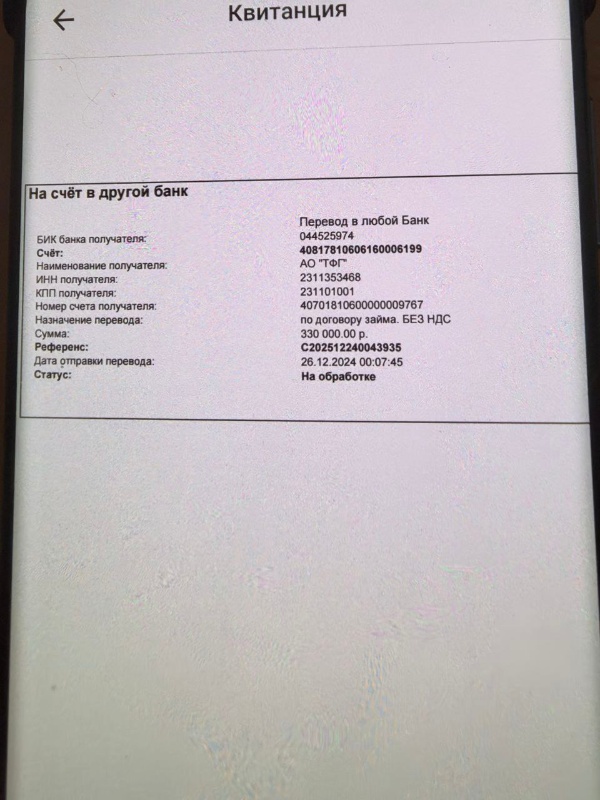 Квитанция
На счёт в другой банк
Перевод в любой Банк
БИК банка получателя: 044525974
Счёт: 40817810606160006199
Наименование получателя: АО "ТФГ"
ИНН получателя: 2311353468
КПП получателя: 231101001
Номер счета получателя: 40701810600000009767
Назначение перевода: по договору займа. БЕЗ НДС
Сумма: 330 000.00 р.
Референс: C202512240043935
Дата отправки перевода: 26.12.2024 00:07:45
Статус: На обработке